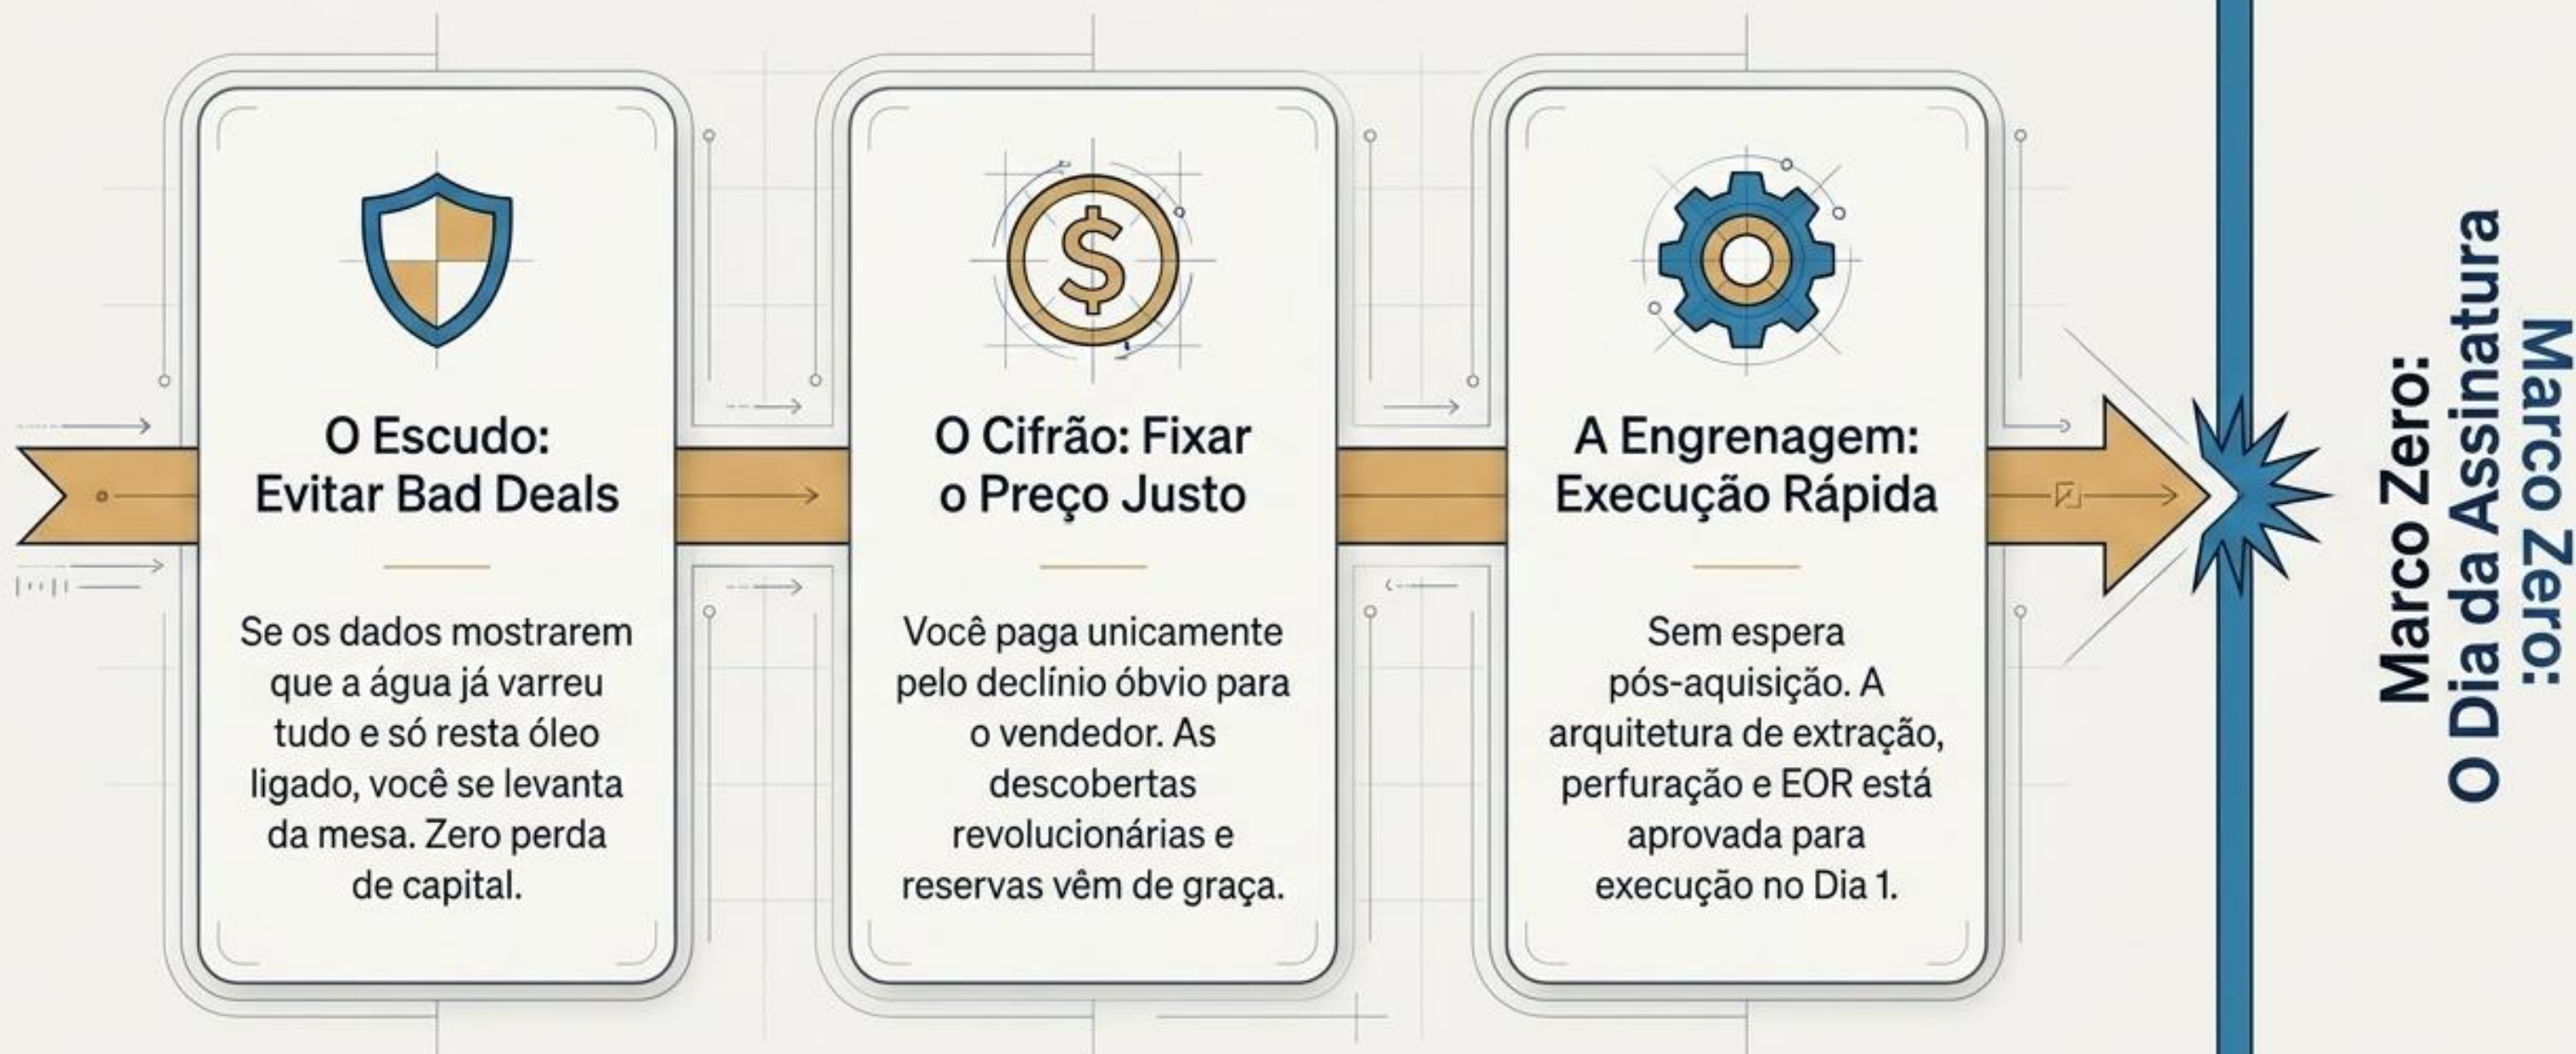 O Escudo:
Evitar Bad Deals
Se os dados mostrarem
que a água já varreu
tudo e só resta óleo
ligado, você se levanta
da mesa. Zero perda
de capital.
O Cifrão: Fixar
o Preço Justo
Você paga unicamente
pelo declínio óbvio para
o vendedor. As
descobertas
revolucionárias e
reservas vêm de graça.
A Engrenagem:
Execução Rápida
Sem espera
pós-aquisição. A
arquitetura de extração,
perfuração e EOR está
aprovada para
execução no Dia 1.
Marco Zero:
O Dia da Assinatura
Marco Zero: